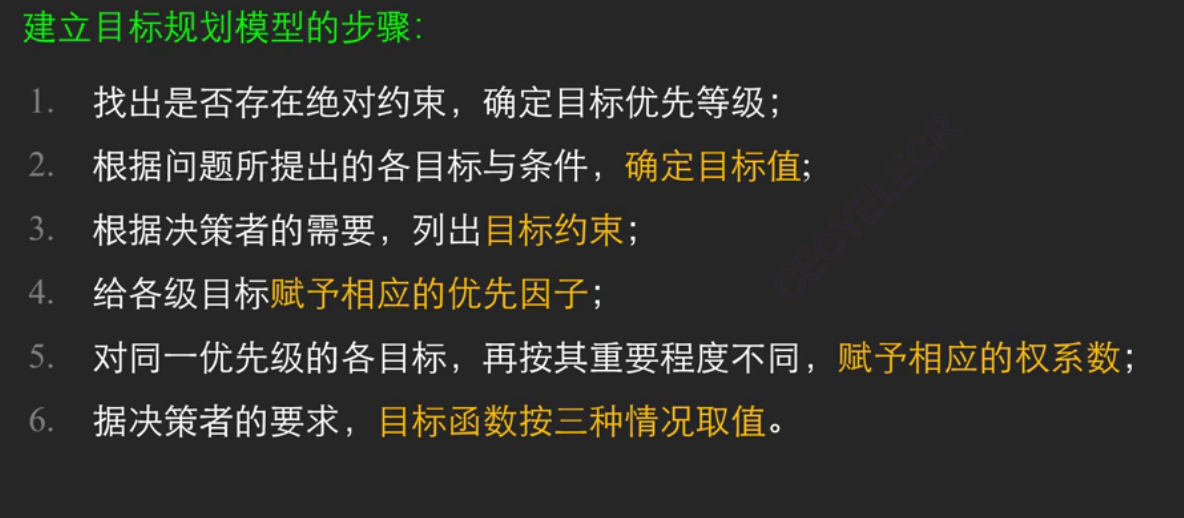 建立目标规划模型的步骤：
1. 找出是否存在绝对约束，确定目标优先等级；
2. 根据问题所提出的各目标与条件，确定目标值;
3. 根据决策者的需要，列出目标约束；
4. 给各级目标赋予相应的优先因子；
5. 对同一优先级的各目标，再按其重要程度不同，赋予相应的权系数；
6. 据决策者的要求，目标函数按三种情况取值。
CECYELECR